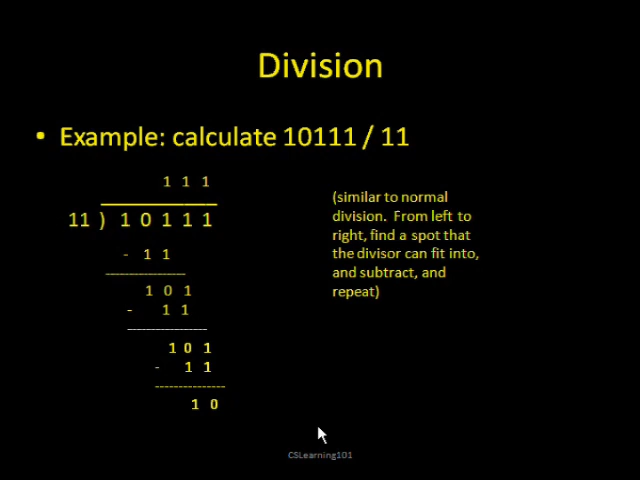 Division
• Example: calculate 10111 / 11
1 1 1
11 ) 1 0 1 1 1
- 1 1
1 0 1
- 1 1
1 0 1
- 1 1
1 0
(similar to normal
division. From left to
right, find a spot that
the divisor can fit into,
and subtract, and
repeat)
CSLearning101